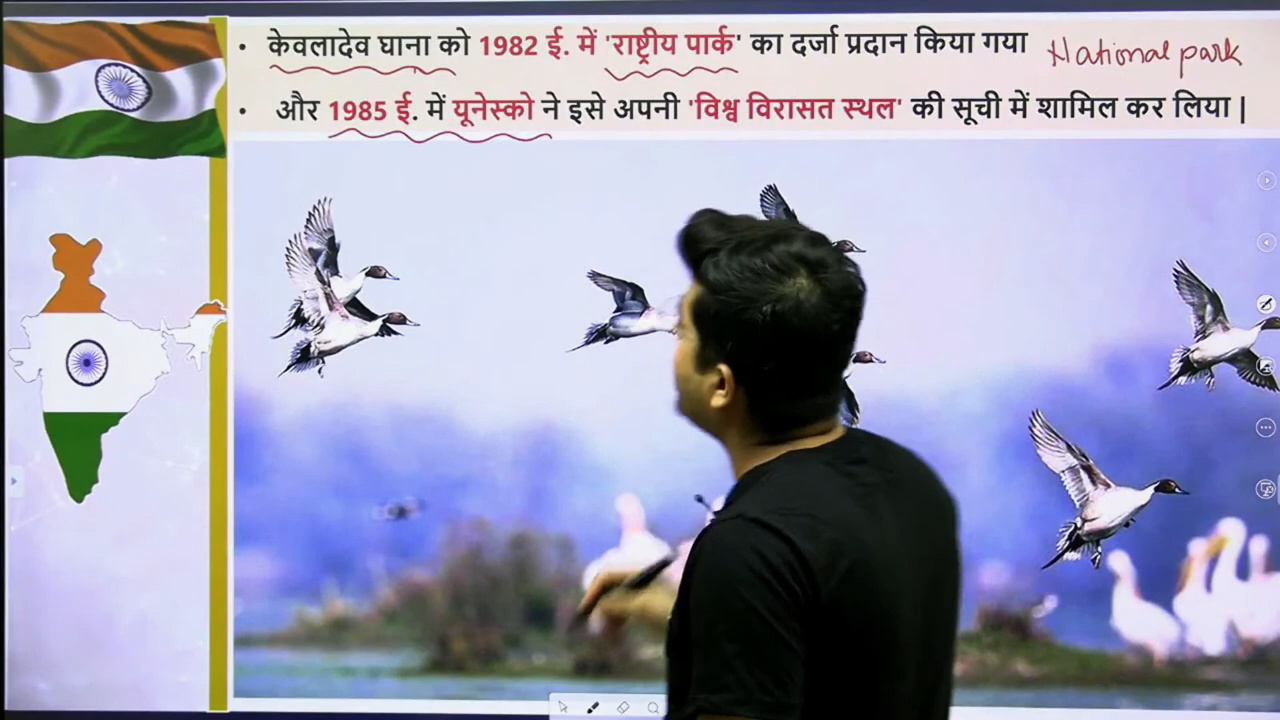 • केवलादेव घाना को 1982 ई. में 'राष्ट्रीय पार्क' का दर्जा प्रदान किया गया National park
• और 1985 ई. में यूनेस्को ने इसे अपनी 'विश्व विरासत स्थल' की सूची में शामिल कर लिया |